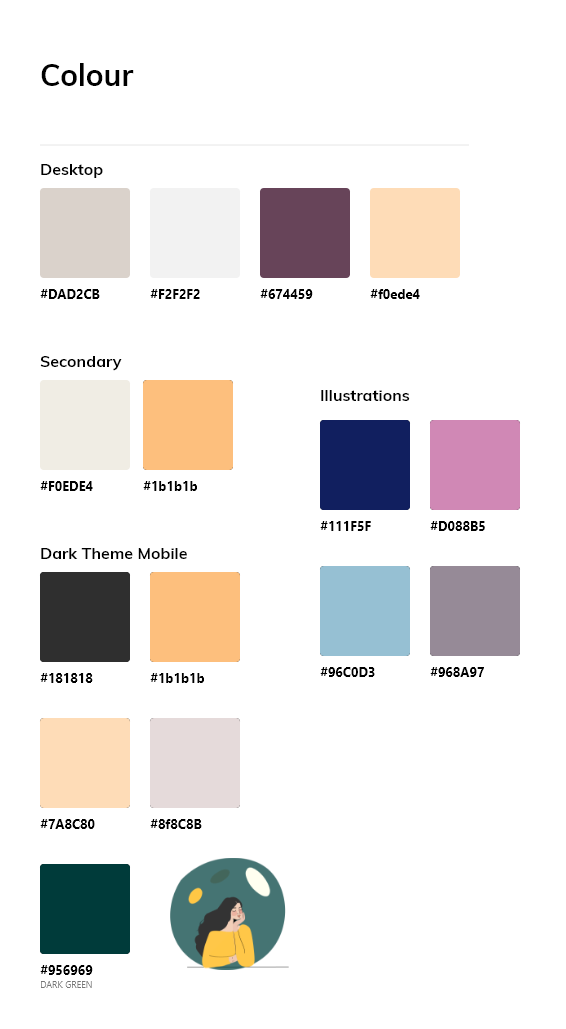 Colour
Desktop
#DAD2CB #F2F2F2 #674459 #f0ede4
Secondary
#F0EDE4 #1b1b1b
Illustrations
#111F5F #D088B5
#96C0D3 #968A97
Dark Theme Mobile
#181818 #1b1b1b
#7A8C80 #8f8C8B
#956969
DARK GREEN